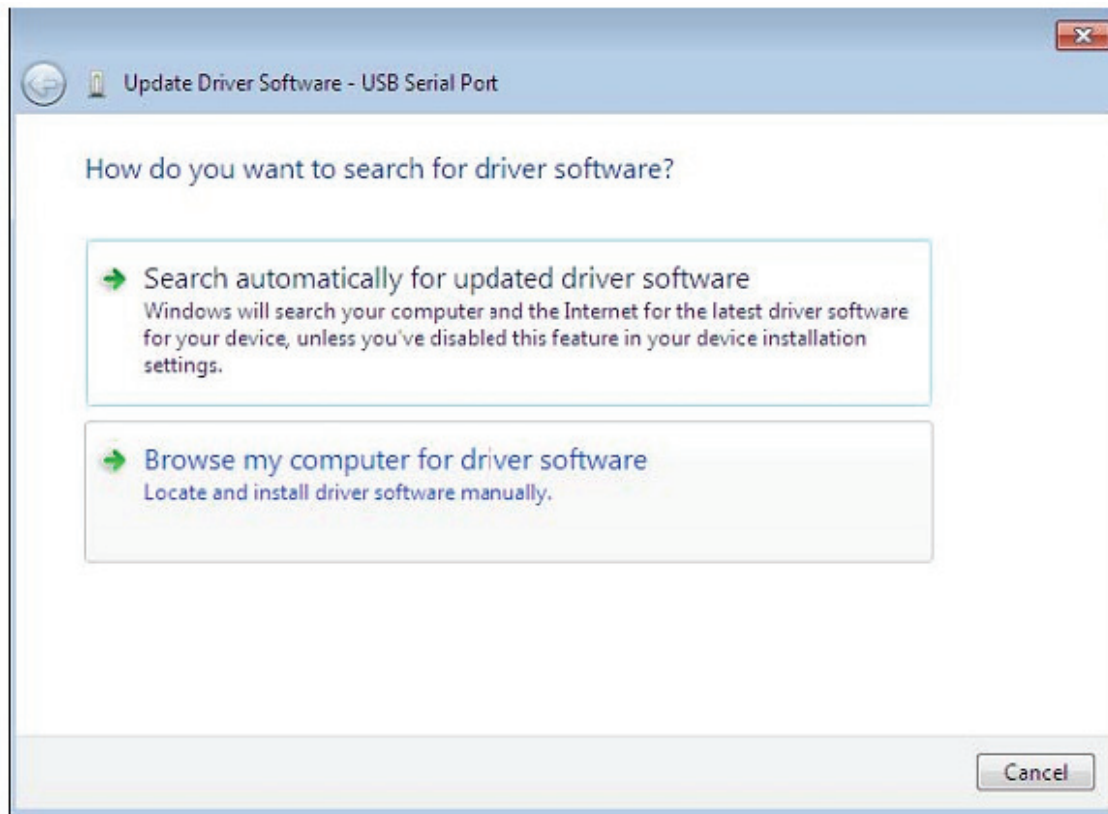 Update Driver Software - USB Serial Port
How do you want to search for driver software?
Search automatically for updated driver software
Windows will search your computer and the Internet for the latest driver software
for your device, unless you've disabled this feature in your device installation
settings.
Browse my computer for driver software
Locate and install driver software manually.
Cancel